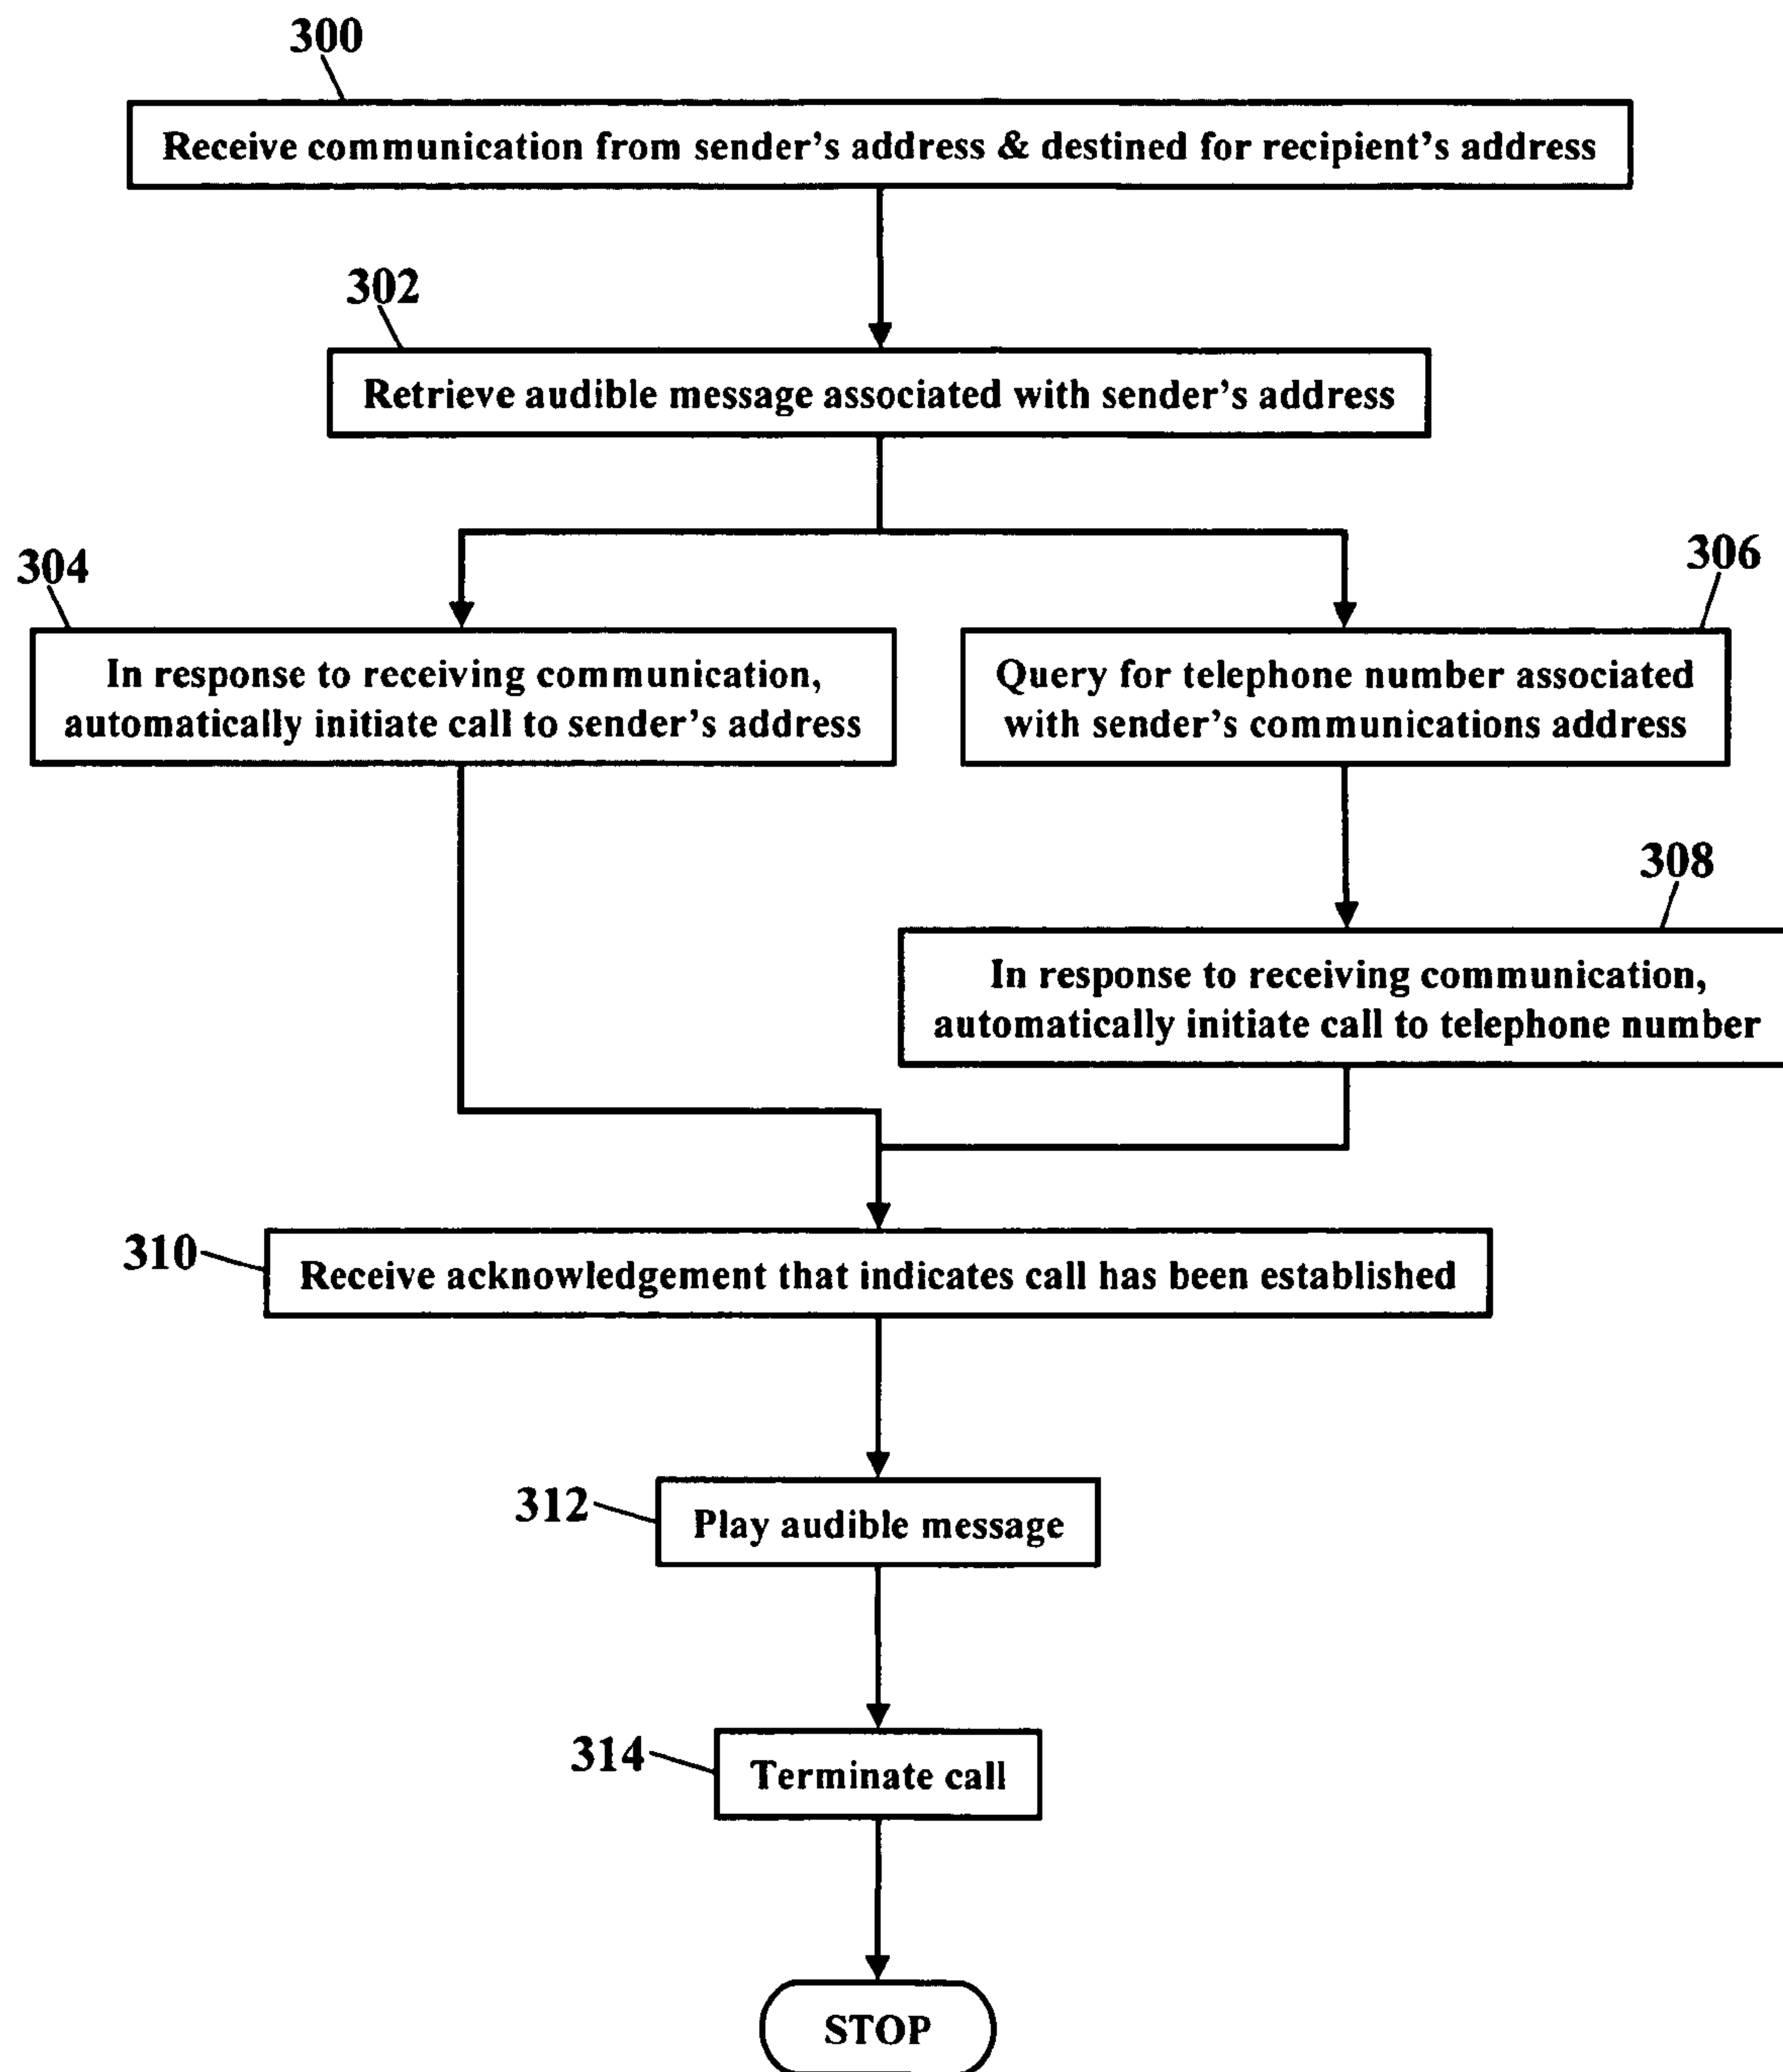 300
Receive communication from sender's address & destined for recipient's address
302
Retrieve audible message associated with sender's address
304
In response to receiving communication,
automatically initiate call to sender's address
306
Query for telephone number associated
with sender's communications address
308
In response to receiving communication,
automatically initiate call to telephone number
310
Receive acknowledgement that indicates call has been established
312
Play audible message
314
Terminate call
STOP